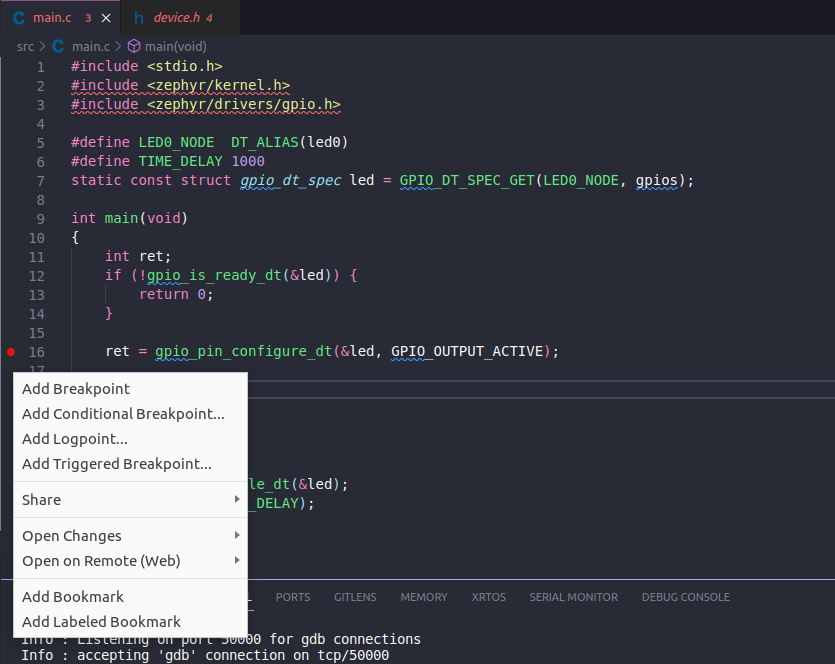 C main.c 3 ×
h device.h 4
src > C main.c > main(void)
1 #include <stdio.h>
2 #include <zephyr/kernel.h>
3 #include <zephyr/drivers/gpio.h>
4
5 #define LED0_NODE  DT_ALIAS(led0)
6 #define TIME_DELAY 1000
7 static const struct gpio_dt_spec led = GPIO_DT_SPEC_GET(LED0_NODE, gpios);
8
9 int main(void)
10 {
11     int ret;
12     if (!gpio_is_ready_dt(&led)) {
13         return 0;
14     }
15
16     ret = gpio_pin_configure_dt(&led, GPIO_OUTPUT_ACTIVE);
17
Add Breakpoint
Add Conditional Breakpoint...
Add Logpoint...
Add Triggered Breakpoint...
le_dt(&led);
Share
_DELAY);
Open Changes
Open on Remote (Web)
Add Bookmark
Add Labeled Bookmark
PORTS GITLENS MEMORY XRTOS SERIAL MONITOR DEBUG CONSOLE
Info : Listening on port 50000 for gdb connections
Info : accepting 'gdb' connection on tcp/50000